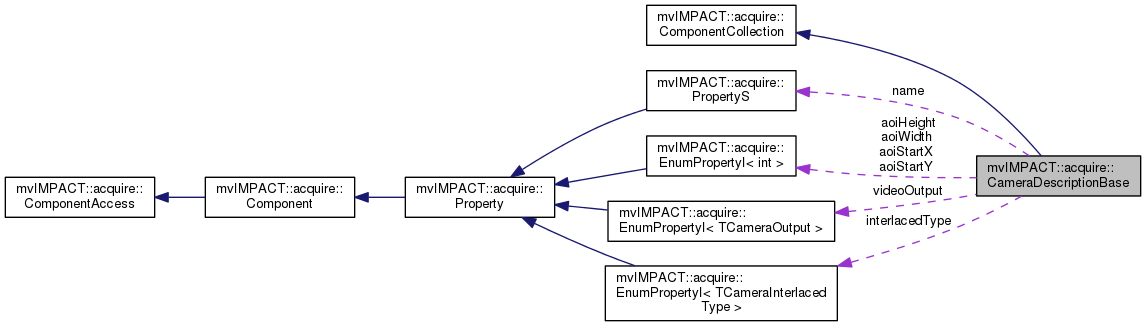 mvIMPACT::acquire::
ComponentCollection
mvIMPACT::acquire::
PropertyS
name
mvIMPACT::acquire::
EnumPropertyI< int >
aoiHeight
aoiWidth
aoiStartX
aoiStartY
mvIMPACT::acquire::
CameraDescriptionBase
mvIMPACT::acquire::
ComponentAccess
mvIMPACT::acquire::
Component
mvIMPACT::acquire::
Property
mvIMPACT::acquire::
EnumPropertyI< TCameraOutput >
videoOutput
interlacedType
mvIMPACT::acquire::
EnumPropertyI< TCameraInterlaced
Type >